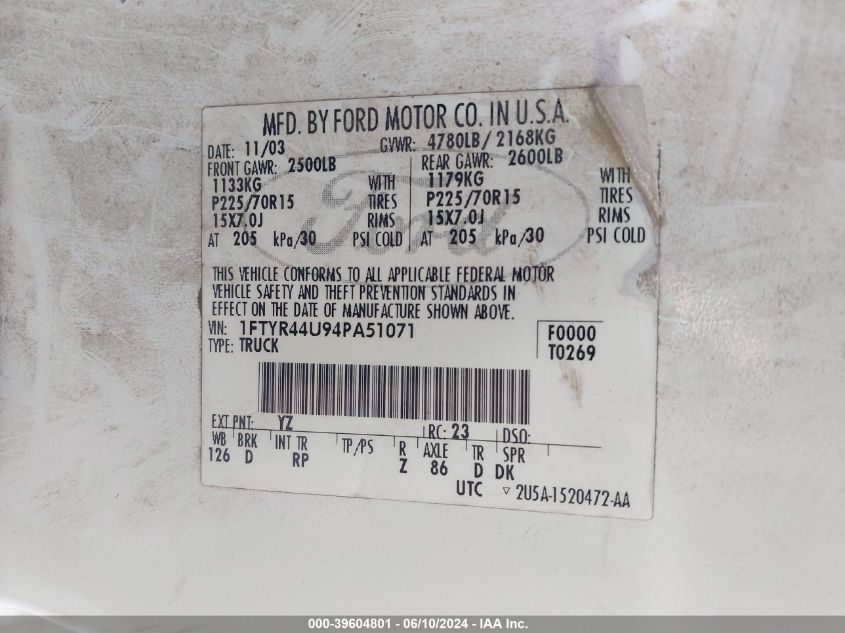 MFD. BY FORD MOTOR CO. IN U.S.A.
DATE: 11/03 GVWR: 4780LB/ 2168KG
FRONT GAWR: 2500LB REAR GAWR: 2600LB
1133KG WITH 1179KG WITH
P225/70R15 TIRES P225/70R15 TIRES
15X7.0J RIMS 15X7.0J RIMS
AT 205 kPa/30 PSI COLD AT 205 kPa/30 PSI COLD
Ford
THIS VEHICLE CONFORMS TO ALL APPLICABLE FEDERAL MOTOR
VEHICLE SAFETY AND THEFT PREVENTION STANDARDS IN
EFFECT ON THE DATE OF MANUFACTURE SHOWN ABOVE.
VIN: 1FTYR44U94PA51071 F0000
TYPE: TRUCK T0269
EXT PNT: YZ RC: 23 DSO:
WB BRK INT TR TP/PS R AXLE TR SPR
126 D RP Z 86 D DK
UTC ▽ 2U5A-1520472-AA
000-39604801 - 06/10/2024 - IAA Inc.